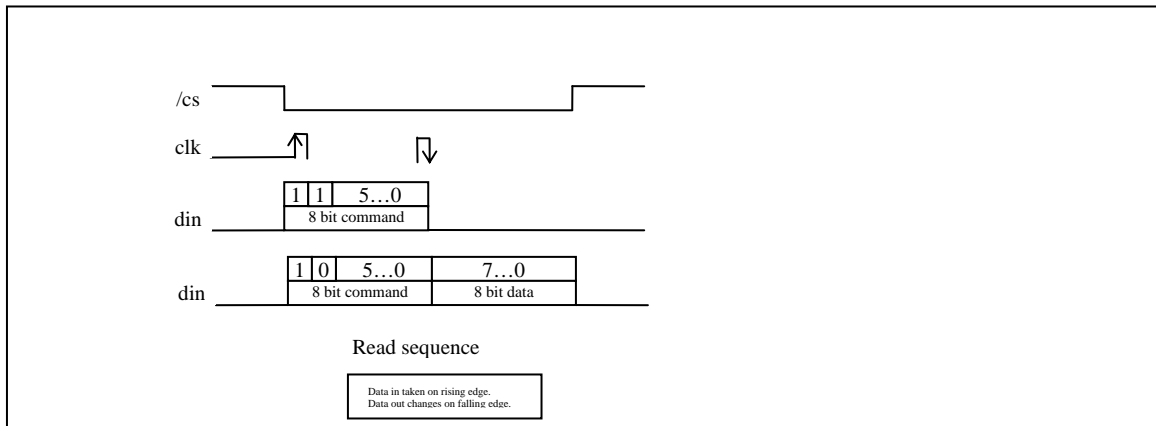 /cs
clk
1 1 5…0
8 bit command
din
1 0 5…0 7…0
8 bit command 8 bit data
din
Read sequence
Data in taken on rising edge.
Data out changes on falling edge.